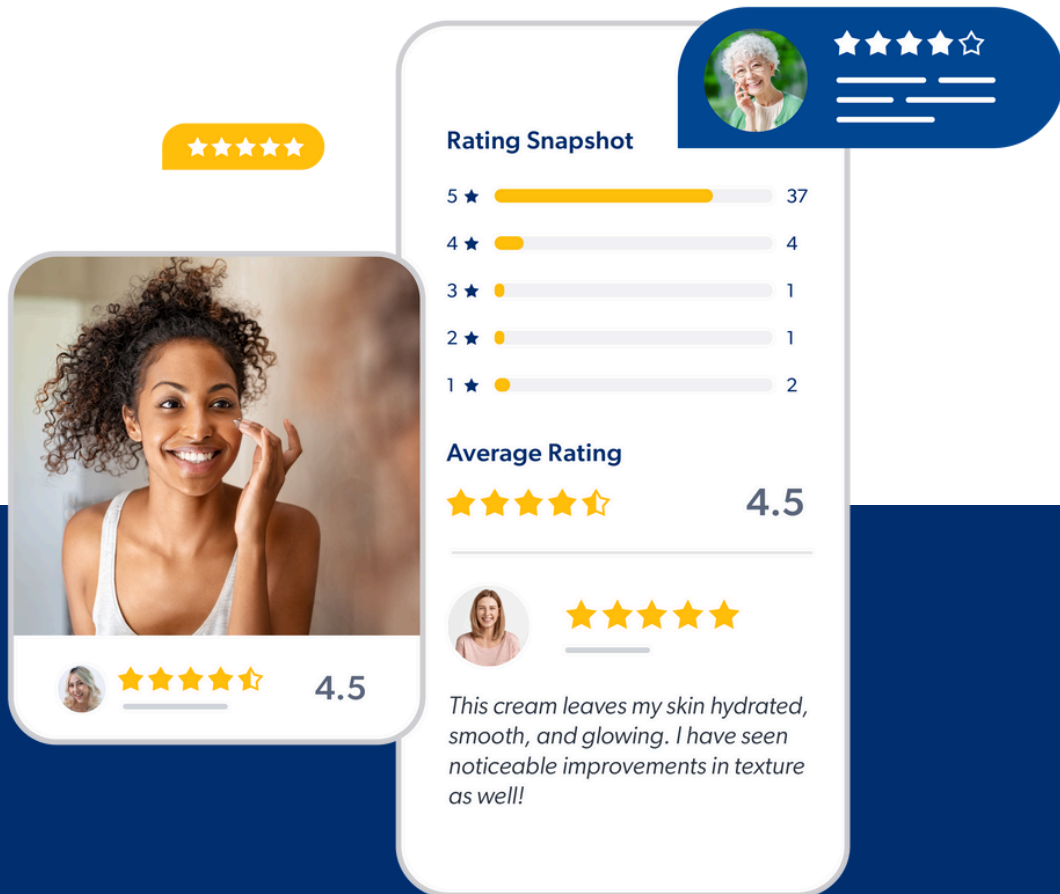 Rating Snapshot
5 ★ 37
4 ★ 4
3 ★ 1
2 ★ 1
1 ★ 2
Average Rating
4.5
4.5
This cream leaves my skin hydrated,
smooth, and glowing. I have seen
noticeable improvements in texture
as well!